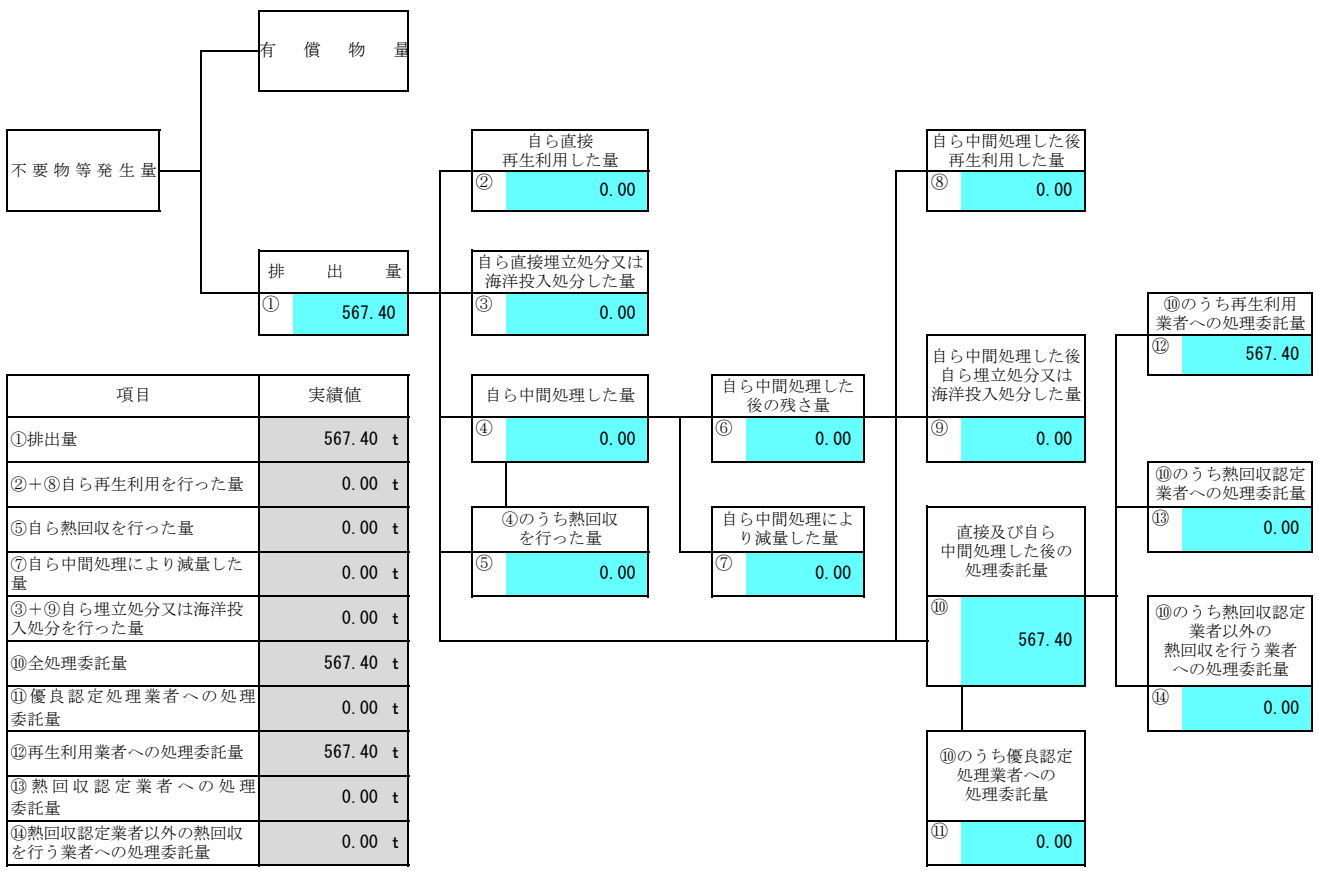 有償物量
不要物等発生量
排出量
① 567.40
自ら直接
再生利用した量
② 0.00
自ら直接埋立処分又は
海洋投入処分した量
③ 0.00
自ら中間処理した量
④ 0.00
④のうち熱回収
を行った量
⑤ 0.00
自ら中間処理した
後の残さ量
⑥ 0.00
自ら中間処理によ
り減量した量
⑦ 0.00
自ら中間処理した後
再生利用した量
⑧ 0.00
自ら中間処理した後
自ら埋立処分又は
海洋投入処分した量
⑨ 0.00
直接及び自ら
中間処理した後の
処理委託量
⑩ 567.40
⑩のうち優良認定
処理業者への
処理委託量
⑪ 0.00
⑩のうち再生利用
業者への処理委託量
⑫ 567.40
⑩のうち熱回収認定
業者への処理委託量
⑬ 0.00
⑩のうち熱回収認定
業者以外の
熱回収を行う業者
への処理委託量
⑭ 0.00
項目 実績値
①排出量 567.40 t
②＋⑧自ら再生利用を行った量 0.00 t
⑤自ら熱回収を行った量 0.00 t
⑦自ら中間処理により減量した
量 0.00 t
③＋⑨自ら埋立処分又は海洋投
入処分を行った量 0.00 t
⑩全処理委託量 567.40 t
⑪優良認定処理業者への処理
委託量 0.00 t
⑫再生利用業者への処理委託量 567.40 t
⑬熱回収認定業者への処理
委託量 0.00 t
⑭熱回収認定業者以外の熱回収
を行う業者への処理委託量 0.00 t